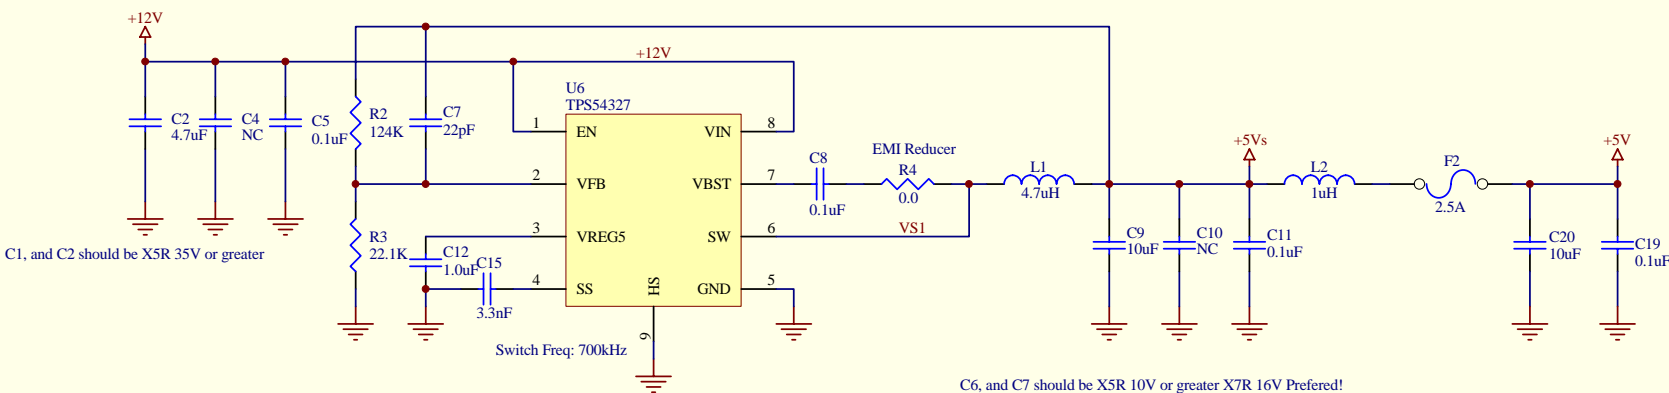 +12V
+12V
U6
TPS54327
C2
4.7uF
C4
NC
C5
0.1uF
R2
124K
C7
22pF
1
EN
VIN
8
2
VFB
VBST
7
3
VREG5
SW
6
4
SS
GND
5
HS
9
C8
0.1uF
EMI Reducer
R4
0.0
VS1
L1
4.7uH
+5Vs
L2
1uH
F2
2.5A
+5V
R3
22.1K
C12
1.0uF
C15
3.3nF
C9
10uF
C10
NC
C11
0.1uF
C20
10uF
C19
0.1uF
C1, and C2 should be X5R 35V or greater
Switch Freq: 700kHz
C6, and C7 should be X5R 10V or greater X7R 16V Prefered!